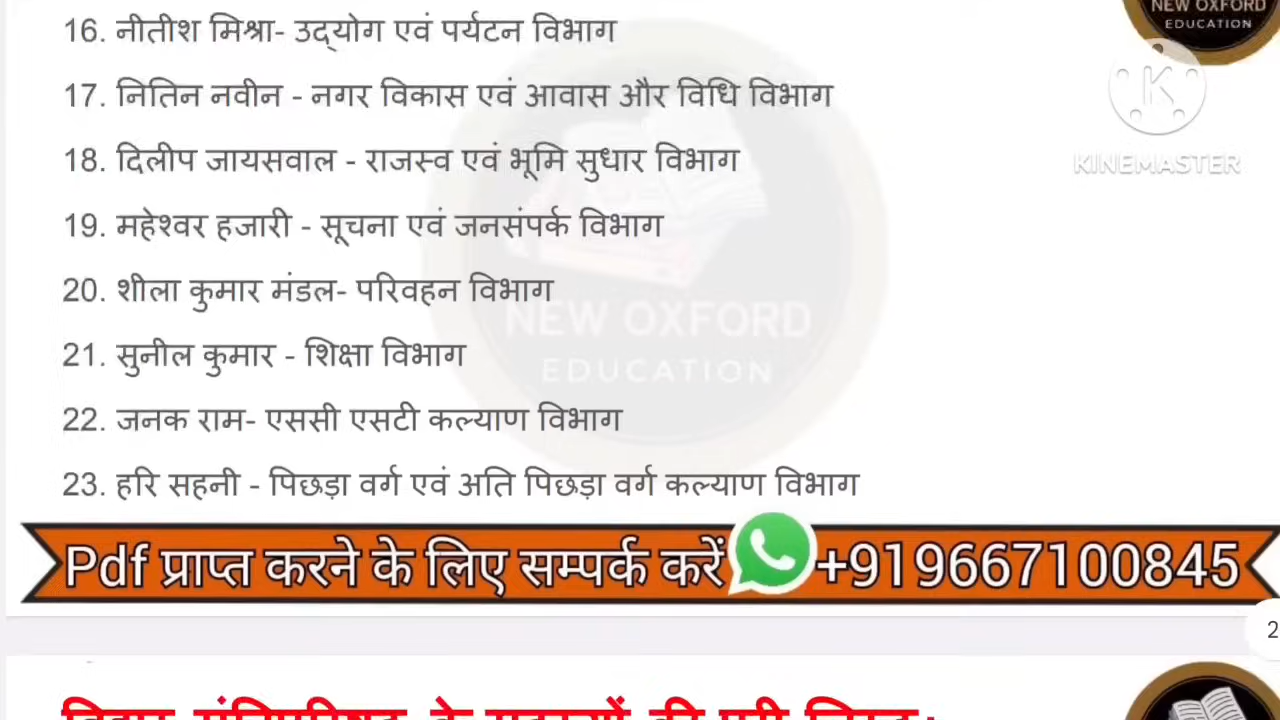 NEW OXFORD
EDUCATION
16. नीतीश मिश्रा- उद्योग एवं पर्यटन विभाग
17. नितिन नवीन - नगर विकास एवं आवास और विधि विभाग
KINEMASTER
18. दिलीप जायसवाल - राजस्व एवं भूमि सुधार विभाग
19. महेश्वर हजारी - सूचना एवं जनसंपर्क विभाग
20. शीला कुमार मंडल- परिवहन विभाग
NEW OXFORD
21. सुनील कुमार - शिक्षा विभाग
EDUCATION
22. जनक राम- एससी एसटी कल्याण विभाग
23. हरि सहनी - पिछड़ा वर्ग एवं अति पिछड़ा वर्ग कल्याण विभाग
Pdf प्राप्त करने के लिए सम्पर्क करें +919667100845
2